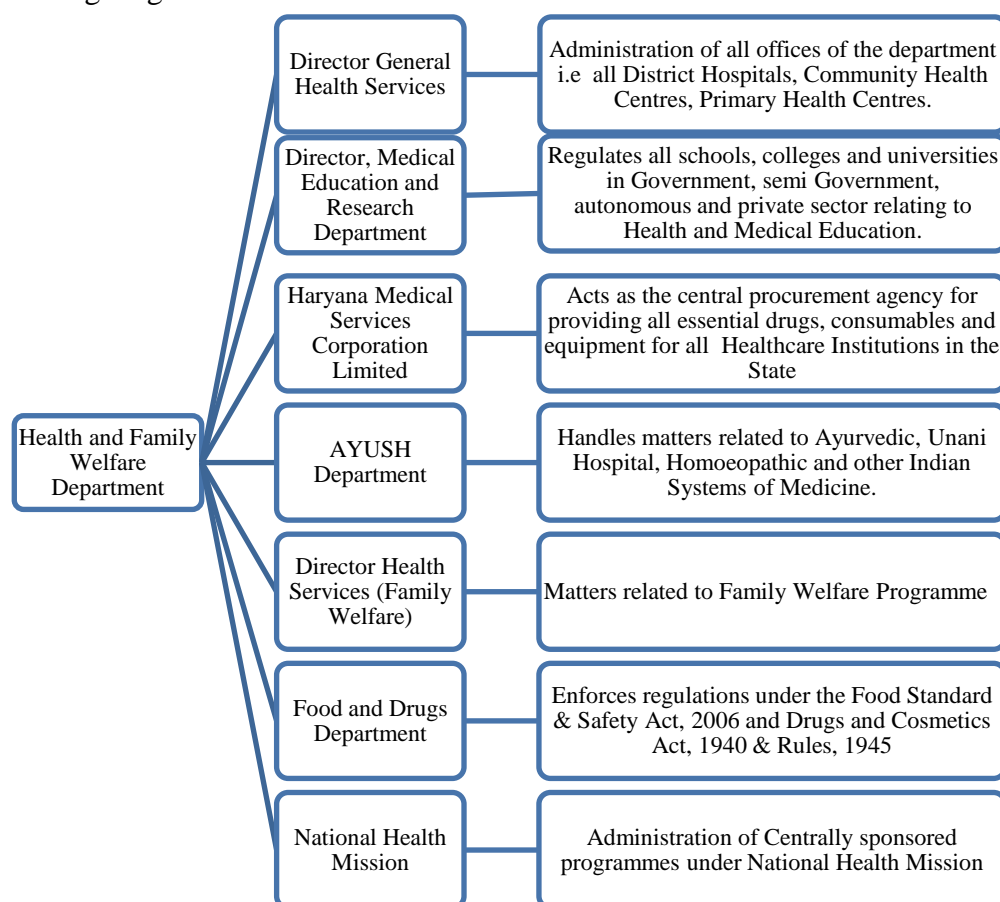 Director General
Health Services
Administration of all offices of the department
i.e all District Hospitals, Community Health
Centres, Primary Health Centres.
Director, Medical
Education and
Research
Department
Regulates all schools, colleges and universities
in Government, semi Government,
autonomous and private sector relating to
Health and Medical Education.
Haryana Medical
Services
Corporation
Limited
Acts as the central procurement agency for
providing all essential drugs, consumables and
equipment for all Healthcare Institutions in the
State
Health and Family
Welfare
Department
AYUSH
Department
Handles matters related to Ayurvedic, Unani
Hospital, Homoeopathic and other Indian
Systems of Medicine.
Director Health
Services (Family
Welfare)
Matters related to Family Welfare Programme
Food and Drugs
Department
Enforces regulations under the Food Standard
& Safety Act, 2006 and Drugs and Cosmetics
Act, 1940 & Rules, 1945
National Health
Mission
Administration of Centrally sponsored
programmes under National Health Mission